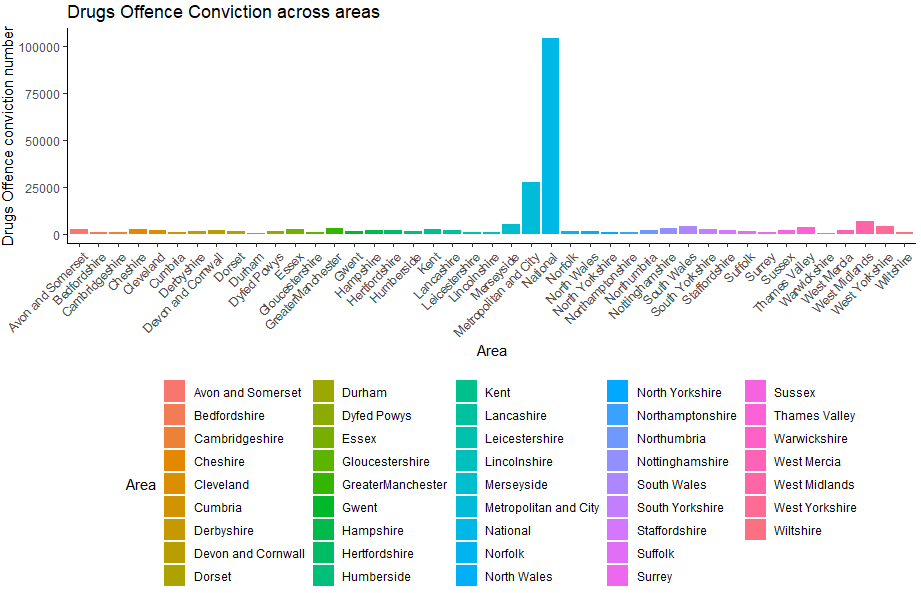 Drugs Offence Conviction across areas
Drugs Offence conviction number
100000
75000
50000
25000
0
Avon and Somerset
Bedfordshire
Cambridgeshire
Cheshire
Cleveland
Cumbria
Derbyshire
Devon and Cornwall
Dorset
Durham
Dyfed Powys
Essex
Gloucestershire
GreaterManchester
Gwent
Hampshire
Hertfordshire
Humberside
Kent
Lancashire
Leicestershire
Lincolnshire
Merseyside
Metropolitan and City
National
Norfolk
North Wales
North Yorkshire
Northamptonshire
Northumbria
Nottinghamshire
South Wales
South Yorkshire
Staffordshire
Suffolk
Surrey
Sussex
Thames Valley
Warwickshire
West Mercia
West Midlands
West Yorkshire
Wiltshire
Area
Area
Avon and Somerset
Bedfordshire
Cambridgeshire
Cheshire
Cleveland
Cumbria
Derbyshire
Devon and Cornwall
Dorset
Durham
Dyfed Powys
Essex
Gloucestershire
GreaterManchester
Gwent
Hampshire
Hertfordshire
Humberside
Kent
Lancashire
Leicestershire
Lincolnshire
Merseyside
Metropolitan and City
National
Norfolk
North Wales
North Yorkshire
Northamptonshire
Northumbria
Nottinghamshire
South Wales
South Yorkshire
Staffordshire
Suffolk
Surrey
Sussex
Thames Valley
Warwickshire
West Mercia
West Midlands
West Yorkshire
Wiltshire